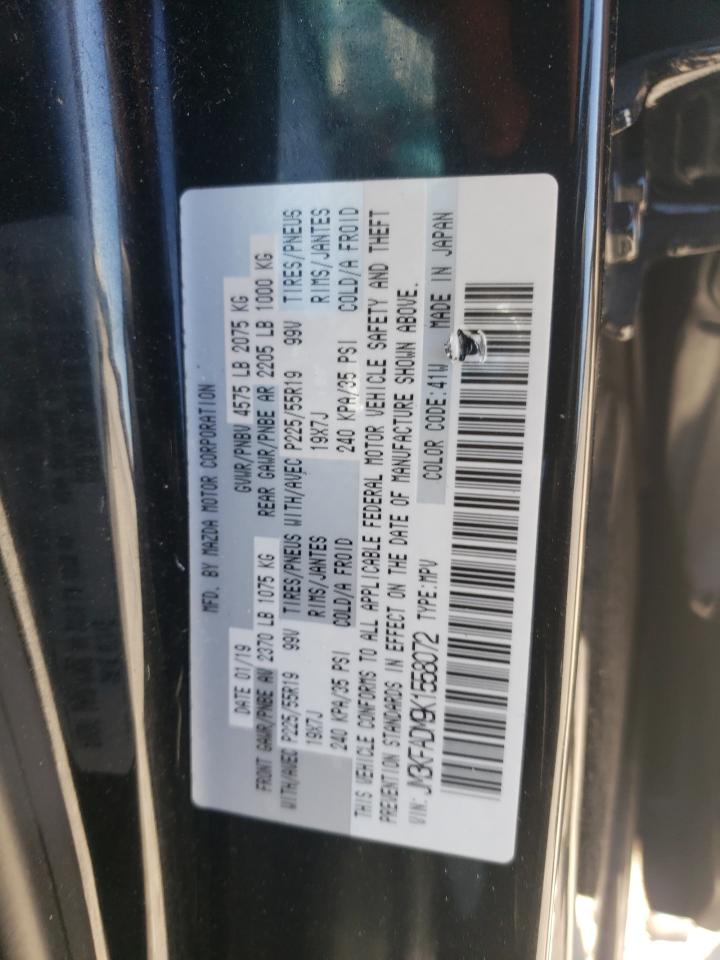 MFD. BY MAZDA MOTOR CORPORATION
DATE 01/19 GVWR/PNBV 4575 LB 2075 KG
FRONT GAWR/PNBE AV 2370 LB 1075 KG REAR GAWR/PNBE AR 2205 LB 1000 KG
WITH/AVEC P225/55R19 99V TIRES/PNEUS WITH/AVEC P225/55R19 99V TIRES/PNEUS
19X7J RIMS/JANTES 19X7J RIMS/JANTES
240 KPA/35 PSI COLD/A FROID 240 KPA/35 PSI COLD/A FROID
THIS VEHICLE CONFORMS TO ALL APPLICABLE FEDERAL MOTOR VEHICLE SAFETY AND THEFT
PREVENTION STANDARDS IN EFFECT ON THE DATE OF MANUFACTURE SHOWN ABOVE.
VIN: JM3KFADM9K1558072 TYPE:MPV COLOR CODE:41W MADE IN JAPAN